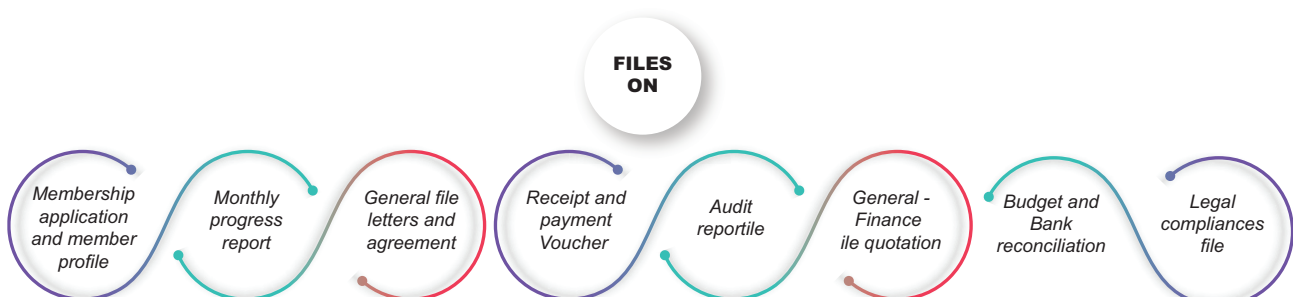 FILES
ON
Membership
application
and member
profile
Monthly
progress
report
General file
letters and
agreement
Receipt and
payment
Voucher
Audit
reportile
General -
Finance
ile quotation
Budget and
Bank
reconciliation
Legal
compliances
file